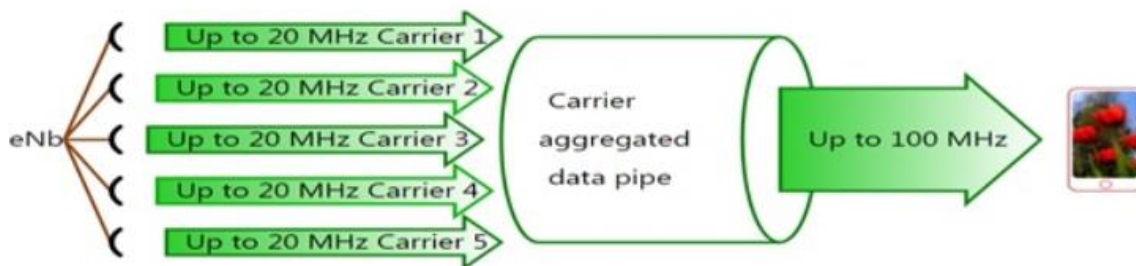 Up to 20 MHz Carrier 1
Up to 20 MHz Carrier 2
eNb
Up to 20 MHz Carrier 3
Up to 20 MHz Carrier 4
Up to 20 MHz Carrier 5
Carrier
aggregated
data pipe
Up to 100 MHz